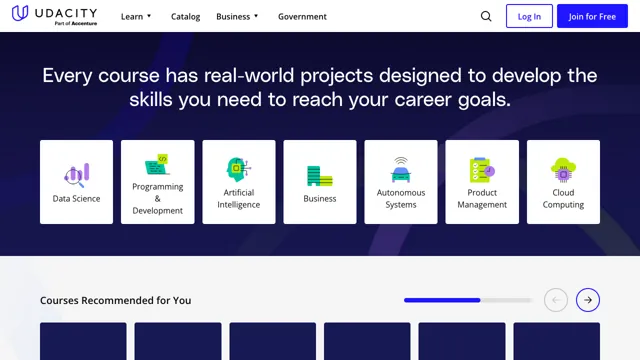 UDACITY
Part of Accenture
Learn
Catalog
Business
Government
Log In
Join for Free
Every course has real-world projects designed to develop the
skills you need to reach your career goals.
Data Science
Programming
&
Development
Artificial
Intelligence
Business
Autonomous
Systems
Product
Management
Cloud
Computing
Courses Recommended for You